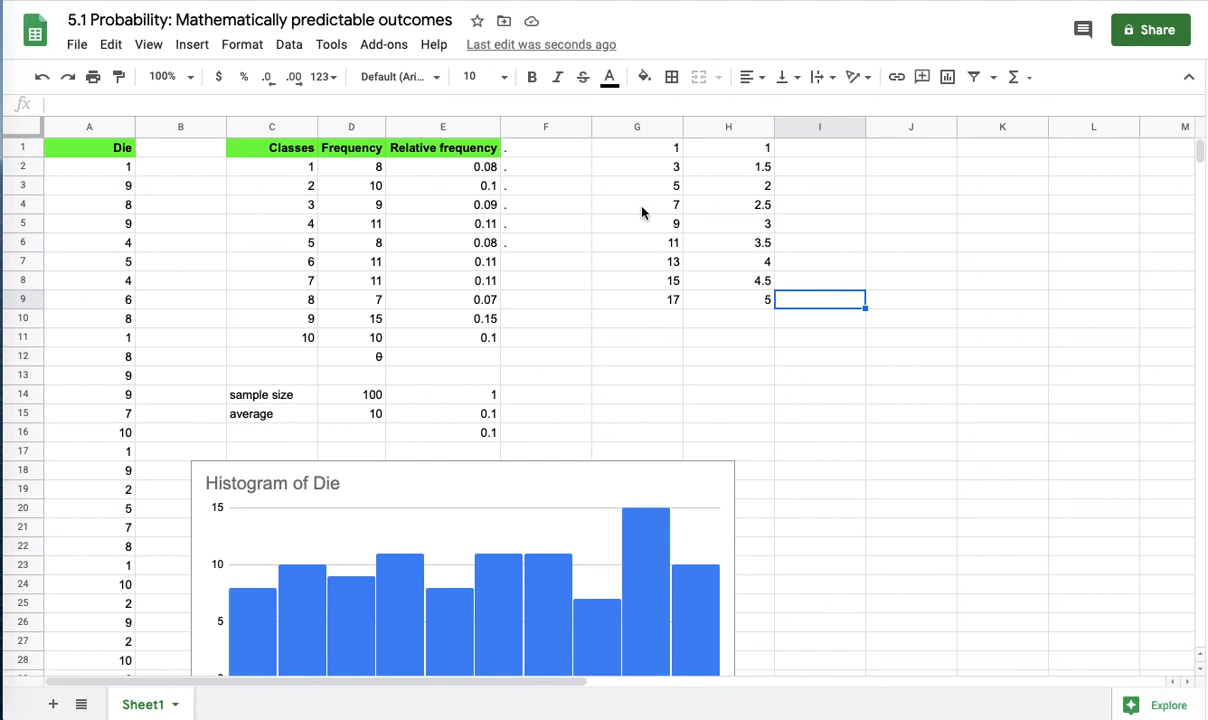 5.1 Probability: Mathematically predictable outcomes
File Edit View Insert Format Data Tools Add-ons Help Last edit was seconds ago
Share
100% $ % .0 .00 123 Default (Ari... 10 B I S A
fx
A B C D E F G H I J K L M
1 Die Classes Frequency Relative frequency . 1 1
2 1 1 8 0.08 . 3 1.5
3 9 2 10 0.1 . 5 2
4 8 3 9 0.09 . 7 2.5
5 9 4 11 0.11 . 9 3
6 4 5 8 0.08 . 11 3.5
7 5 6 11 0.11 13 4
8 4 7 11 0.11 15 4.5
9 6 8 7 0.07 17 5
10 8 9 15 0.15
11 1 10 10 0.1
12 8 0
13 9
14 9 sample size 100 1
15 7 average 10 0.1
16 10 0.1
17 1
18 9
19 2
20 5
21 7
22 8
23 1
24 10
25 2
26 9
27 2
28 10
Histogram of Die
15
10
5
Sheet1
Explore